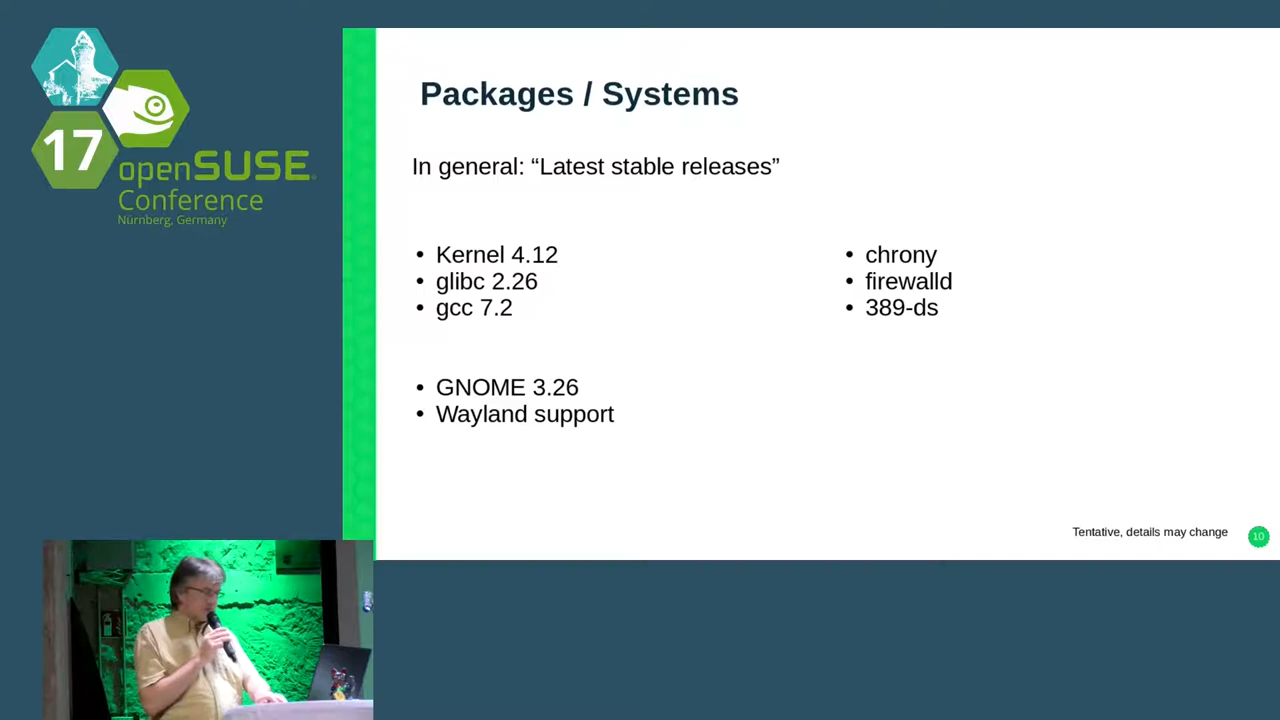 17
openSUSE
Conference
Nürnberg, Germany
Packages / Systems
In general: “Latest stable releases”
• Kernel 4.12
• glibc 2.26
• gcc 7.2
• GNOME 3.26
• Wayland support
• chrony
• firewalld
• 389-ds
Tentative, details may change
10